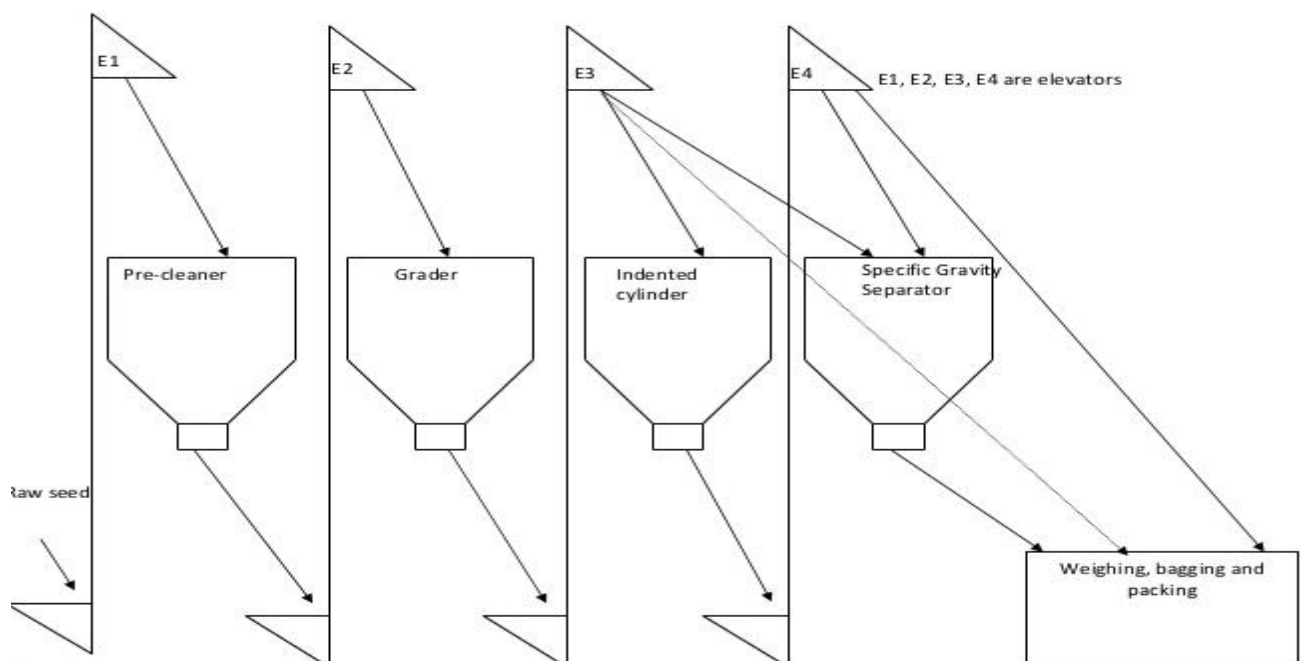 E1
E2
E3
E4
E1, E2, E3, E4 are elevators
Pre-cleaner
Grader
Indented
cylinder
Specific Gravity
Separator
Raw seed
Weighing, bagging and
packing